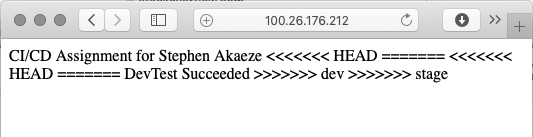 100.26.176.212
CI/CD Assignment for Stephen Akaeze <<<<<<< HEAD ======= <<<<<<<
HEAD ======= DevTest Succeeded >>>>>>> dev >>>>>>> stage